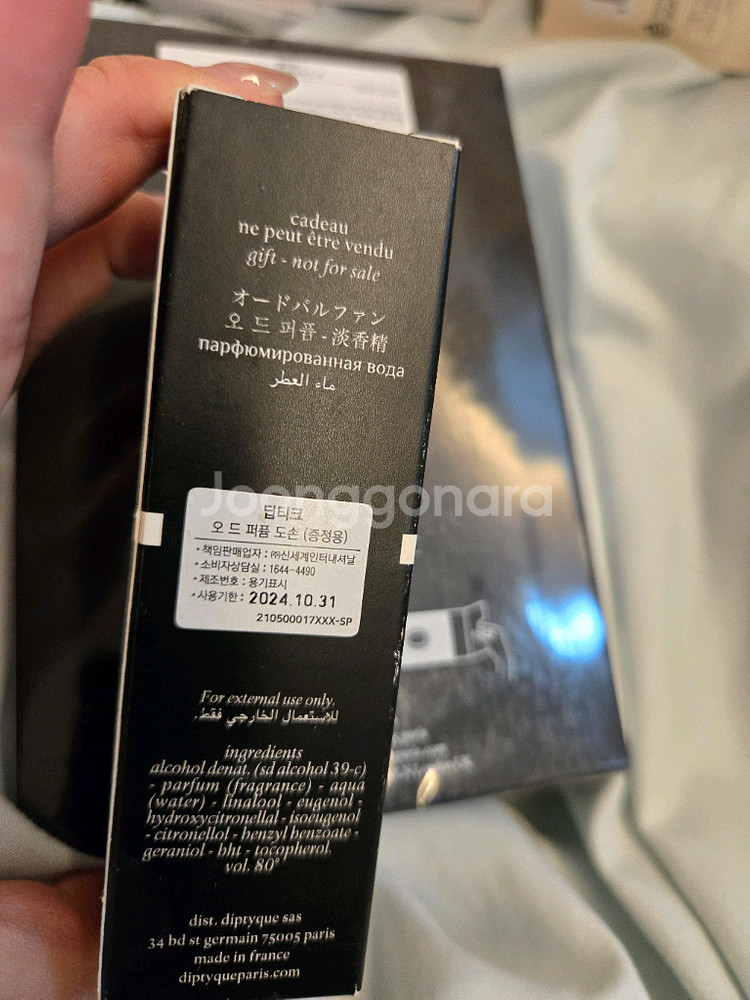 cadeau
ne peut être vendu
gift - not for sale
オードパルファン
오 드 퍼퓸 - 淡香精
парфюмированная вода
ماء العطر
Joonggonara
딥티크
오 드 퍼퓸 도손 (증정용)
• 책임판매업자 : ㈜신세계인터내셔날
• 소비자상담실 : 1644-4490
• 제조번호 : 용기표시
• 사용기한 : 2024.10.31
210500017XXX-SP
For external use only.
للاستعمال الخارجي فقط.
ingredients
alcohol denat. (sd alcohol 39-c)
- parfum (fragrance) - aqua
(water) - linalool - eugenol -
hydroxycitronellal - isoeugenol
- citronellol - benzyl benzoate -
geraniol - bht - tocopherol.
vol. 80°
dist. diptyque sas
34 bd st germain 75005 paris
made in france
diptyqueparis.com